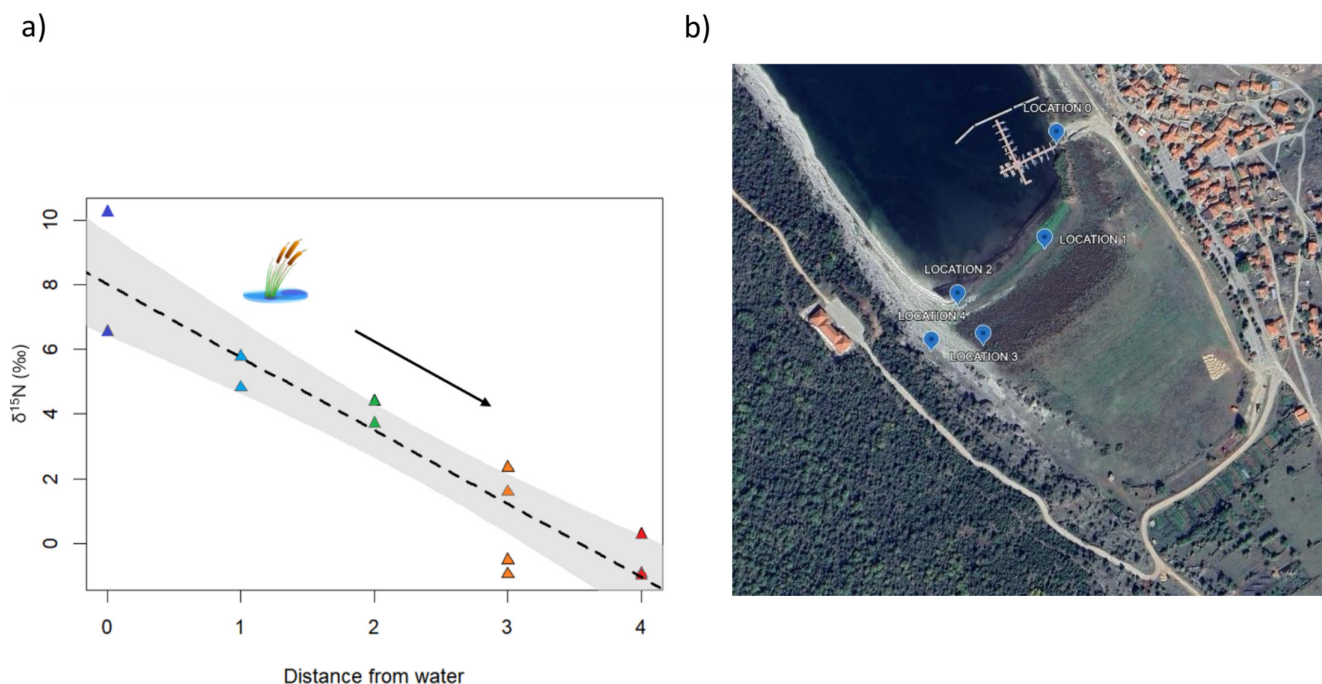 a)
b)
δ¹⁵N (‰)
10
8
6
4
2
0
0 1 2 3 4
Distance from water
LOCATION 0
LOCATION 1
LOCATION 2
LOCATION 4
LOCATION 3